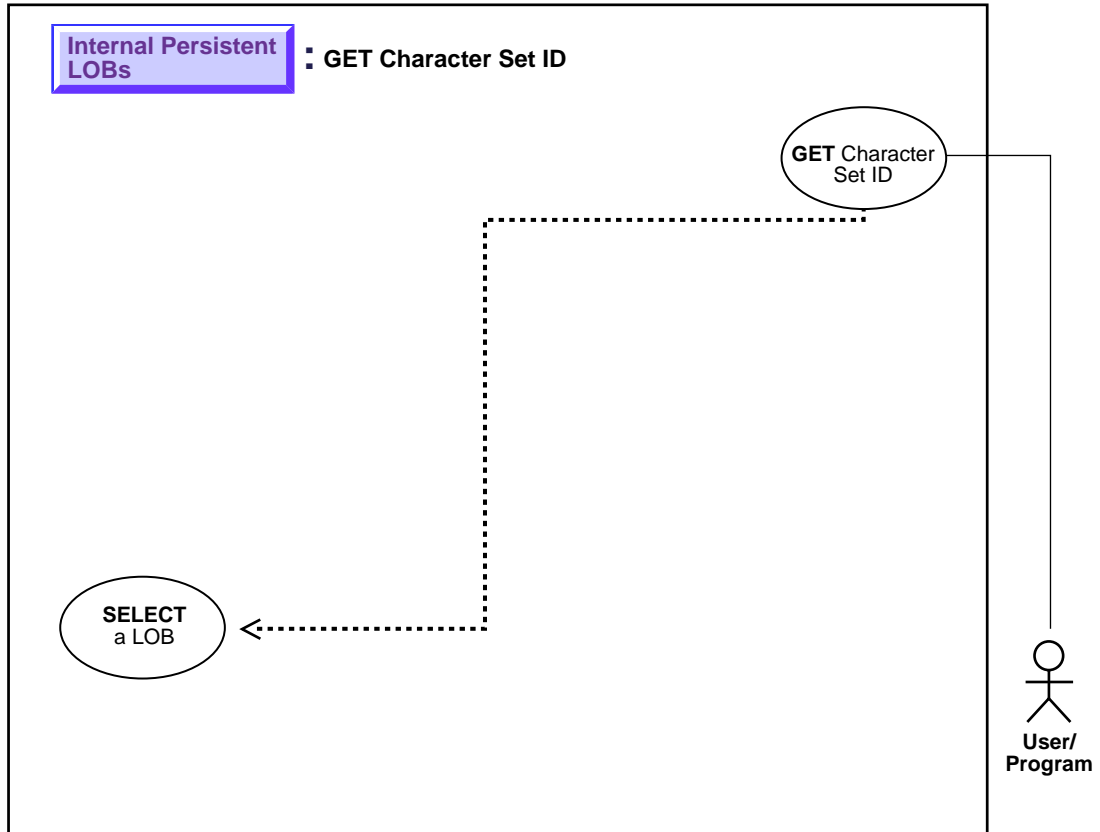 Internal Persistent
LOBs
: GET Character Set ID
GET Character
Set ID
SELECT
a LOB
User/
Program